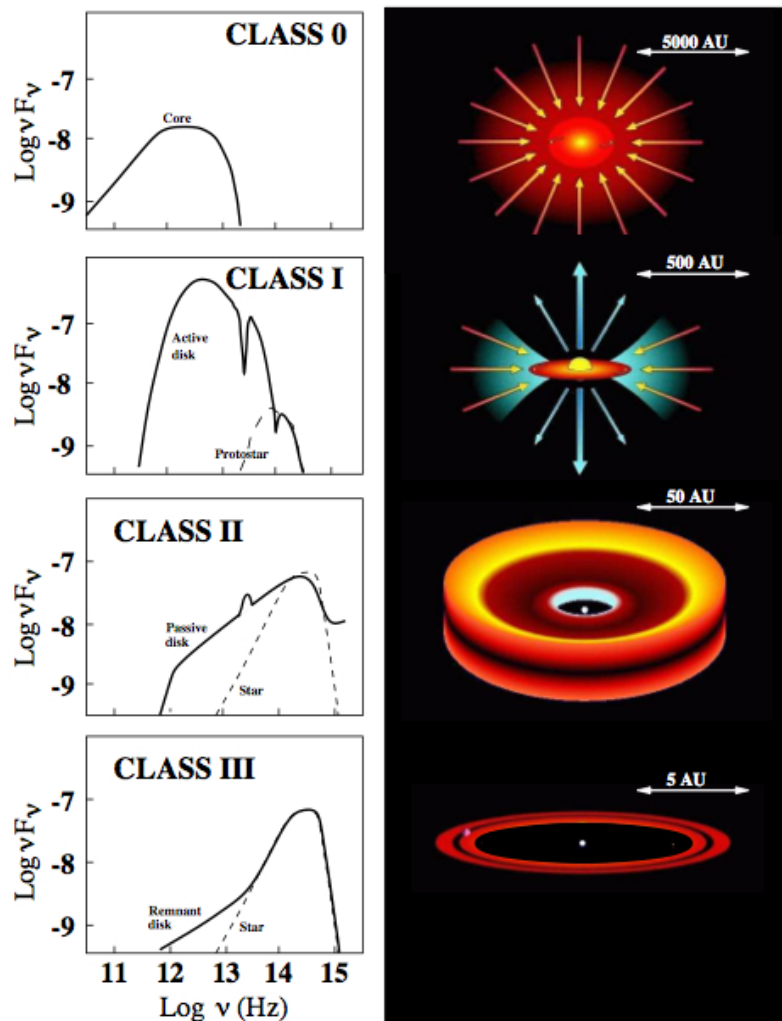 CLASS 0
-7
-8
-9
Log νFν
Core
5000 AU
CLASS I
-7
-8
-9
Log νFν
Active
disk
Protostar
500 AU
CLASS II
-7
-8
-9
Log νFν
Passive
disk
Star
50 AU
CLASS III
-7
-8
-9
Log νFν
Remnant
disk
Star
5 AU
11 12 13 14 15
Log ν (Hz)